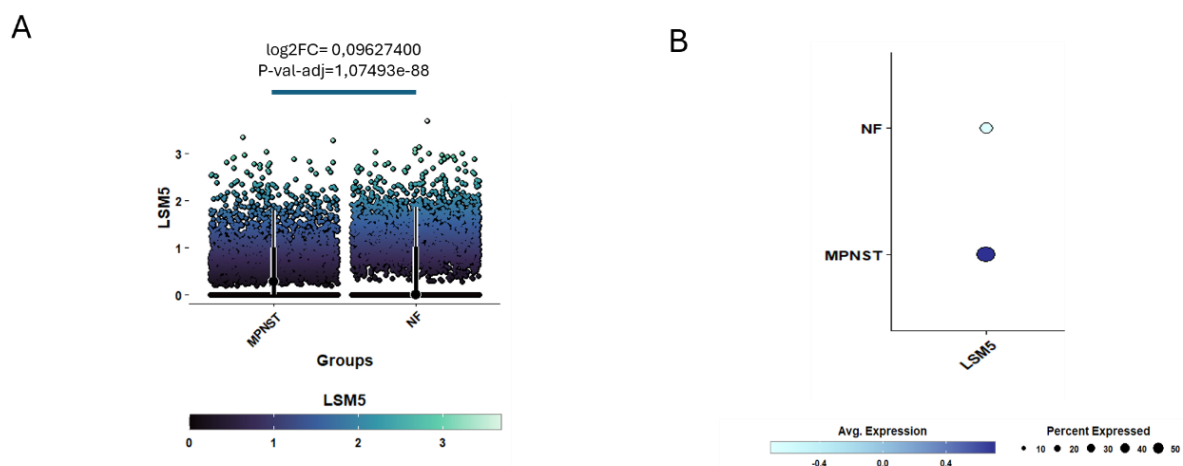 A
log2FC= 0,09627400
P-val-adj=1,07493e-88
LSM5
3
2
1
0
MPNST
NF
Groups
LSM5
0 1 2 3
B
NF
MPNST
LSM5
Avg. Expression
-0.4 0.0 0.4
Percent Expressed
10 20 30 40 50